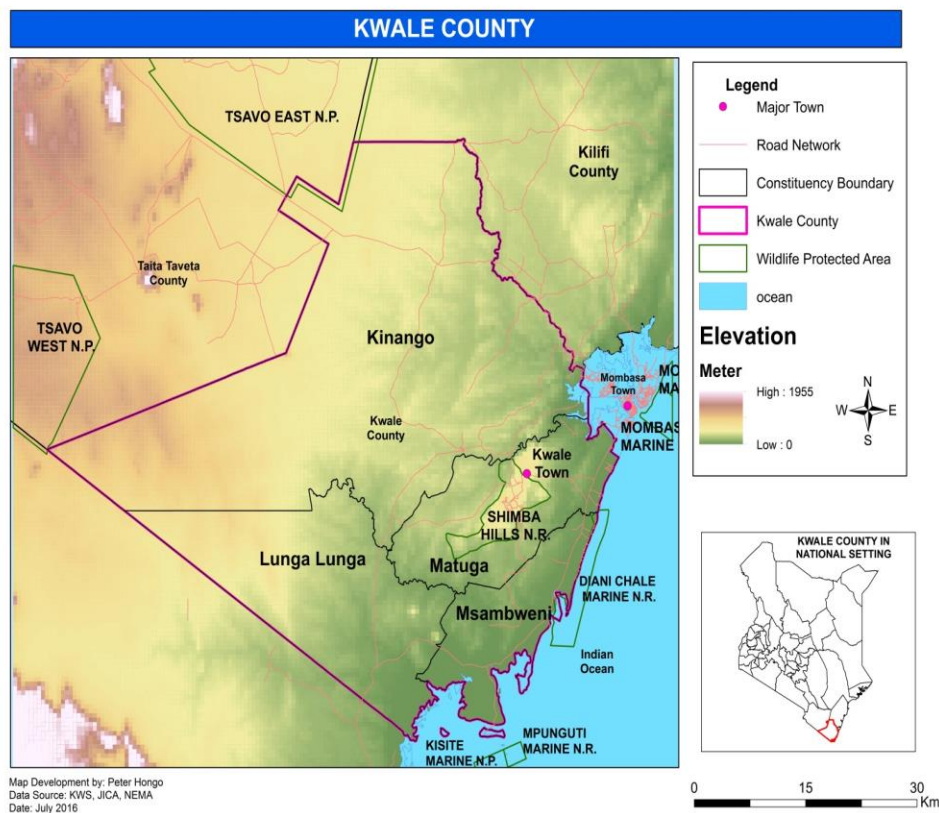 KWALE COUNTY
TSAVO EAST N.P.
Kilifi
County
Taita Taveta
County
TSAVO
WEST N.P.
Kinango
Mombasa
Town
MO
MA
Kwale
County
MOMBAS
MARINE
Kwale
Town
SHIMBA
HILLS N.R.
Lunga Lunga
Matuga
DIANI CHALE
MARINE N.R.
Msambweni
Indian
Ocean
MPUNGUTI
MARINE N.R.
KISITE
MARINE N.P.
Legend
Major Town
Road Network
Constituency Boundary
Kwale County
Wildlife Protected Area
ocean
Elevation
Meter
High : 1955
Low : 0
N
W E
S
KWALE COUNTY IN
NATIONAL SETTING
Map Development by: Peter Hongo
Data Source: KWS, JICA, NEMA
Date: July 2016
0 15 30
Km